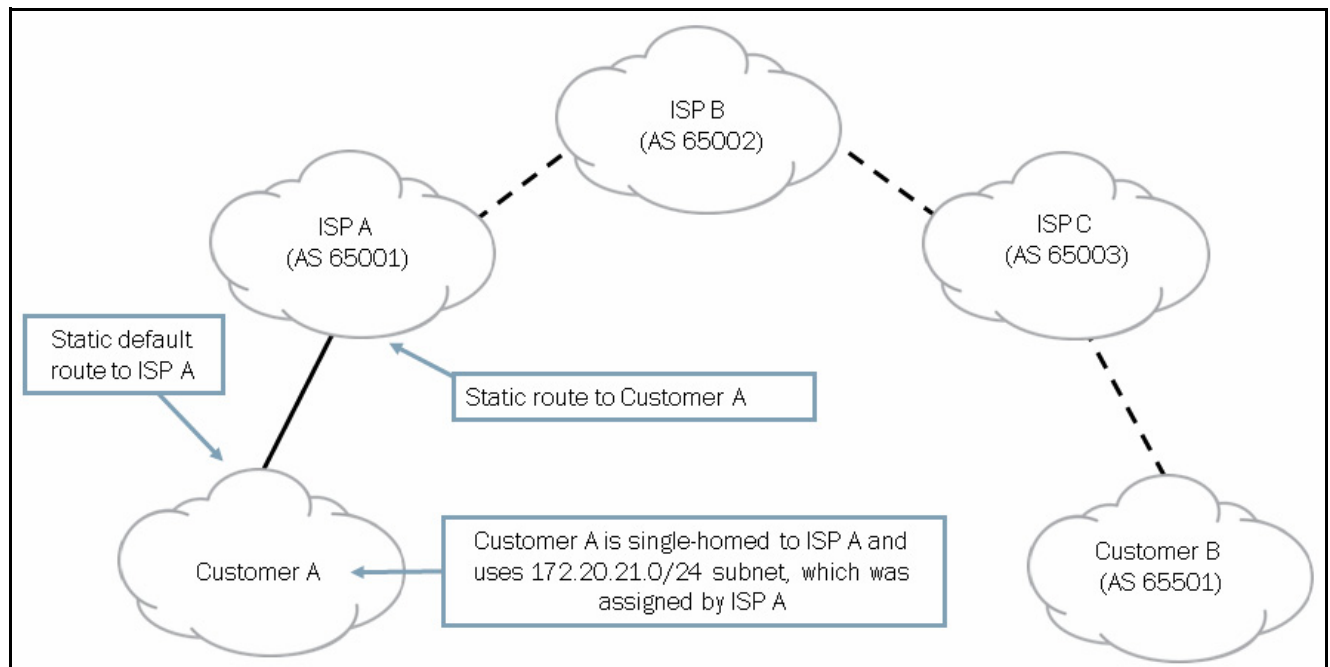 ISP B
(AS 65002)
ISP A
(AS 65001)
ISP C
(AS 65003)
Static default
route to ISP A
Static route to Customer A
Customer A
Customer A is single-homed to ISP A and
uses 172.20.21.0/24 subnet, which was
assigned by ISP A
Customer B
(AS 65501)